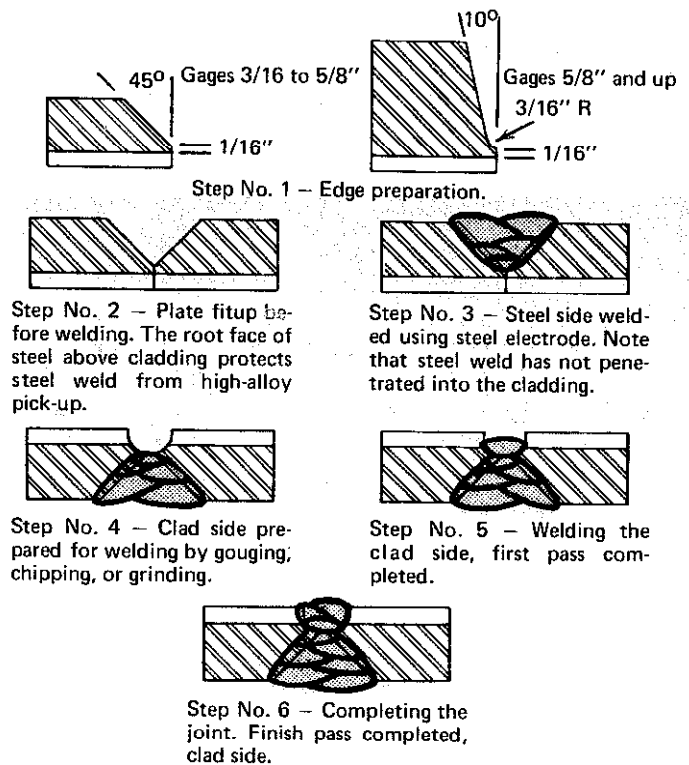 45° Gages 3/16 to 5/8"
1/16"
10°
Gages 5/8" and up
3/16" R
1/16"
Step No. 1 – Edge preparation.
Step No. 2 – Plate fitup be-
fore welding. The root face of
steel above cladding protects
steel weld from high-alloy
pick-up.
Step No. 3 – Steel side weld-
ed using steel electrode. Note
that steel weld has not pene-
trated into the cladding.
Step No. 4 – Clad side pre-
pared for welding by gouging,
chipping, or grinding.
Step No. 5 – Welding the
clad side, first pass com-
pleted.
Step No. 6 – Completing the
joint. Finish pass completed,
clad side.